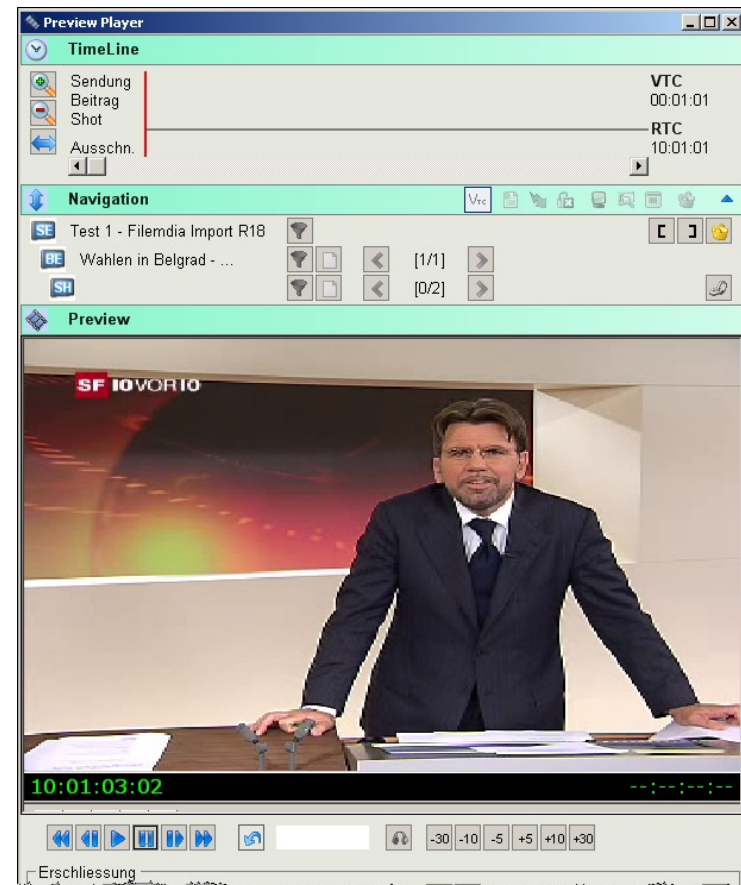 Preview Player
TimeLine
Sendung
Beitrag
Shot
Ausschn.
VTC
00:01:01
RTC
10:01:01
Navigation
VTC
SE Test 1 - Filemdia Import R18
BE Wahlen in Belgrad - ... [1/1]
SH [0/2]
Preview
SF 10VOR10
10:01:03:02 --:--:--:--
-30 -10 -5 +5 +10 +30
Erschliessung